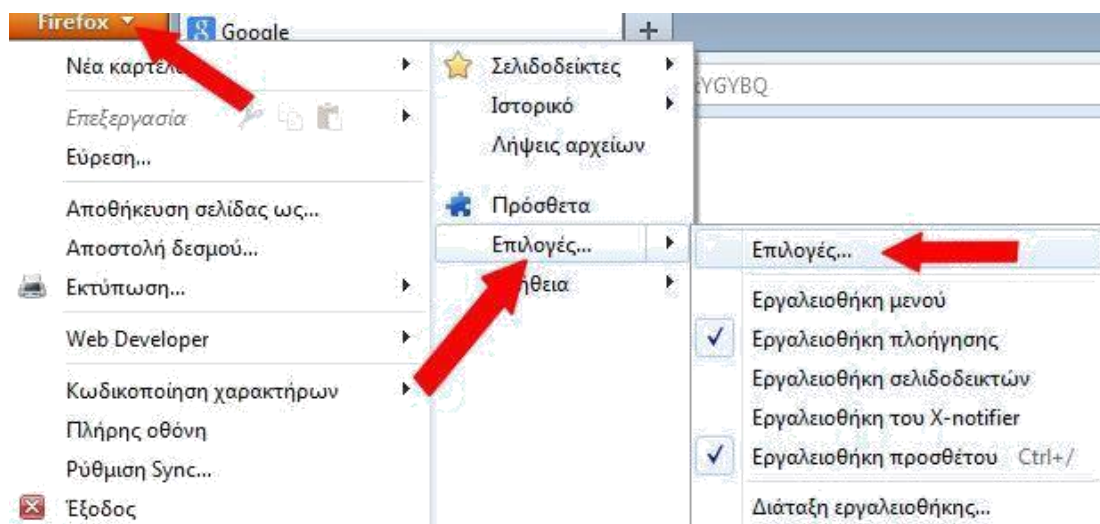 Firefox
Google
YGYBQ
Νέα
Επεξεργασία
Εύρεση...
Αποθήκευση σελίδας ως...
Αποστολή δεσμού...
Εκτύπωση...
Web Developer
Κωδικοποίηση χαρακτήρων
Πλήρης οθόνη
Ρύθμιση Sync...
Έξοδος
Σελιδοδείκτες
Ιστορικό
Λήψεις αρχείων
Πρόσθετα
Επιλογές...
Επιλογές...
Εργαλειοθήκη μενού
Εργαλειοθήκη πλοήγησης
Εργαλειοθήκη σελιδοδεικτών
Εργαλειοθήκη του X-notifier
Εργαλειοθήκη προσθέτου Ctrl+/
Διάταξη εργαλειοθήκης...